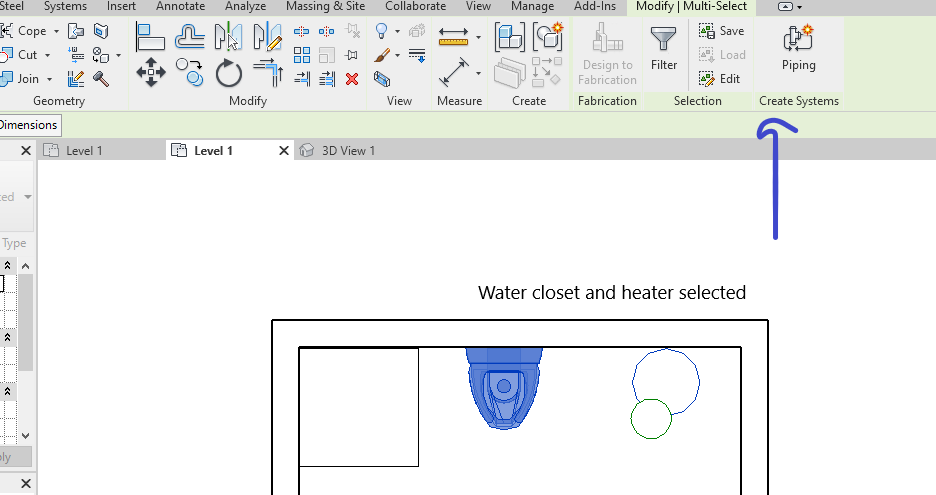 Steel Systems Insert Annotate Analyze Massing & Site Collaborate View Manage Add-Ins Modify | Multi-Select
Cope Save
Cut Load
Design to Fabrication Filter Piping
Join Edit
Geometry Modify View Measure Create Fabrication Selection Create Systems
Dimensions
Level 1 Level 1 3D View 1
Type
Water closet and heater selected